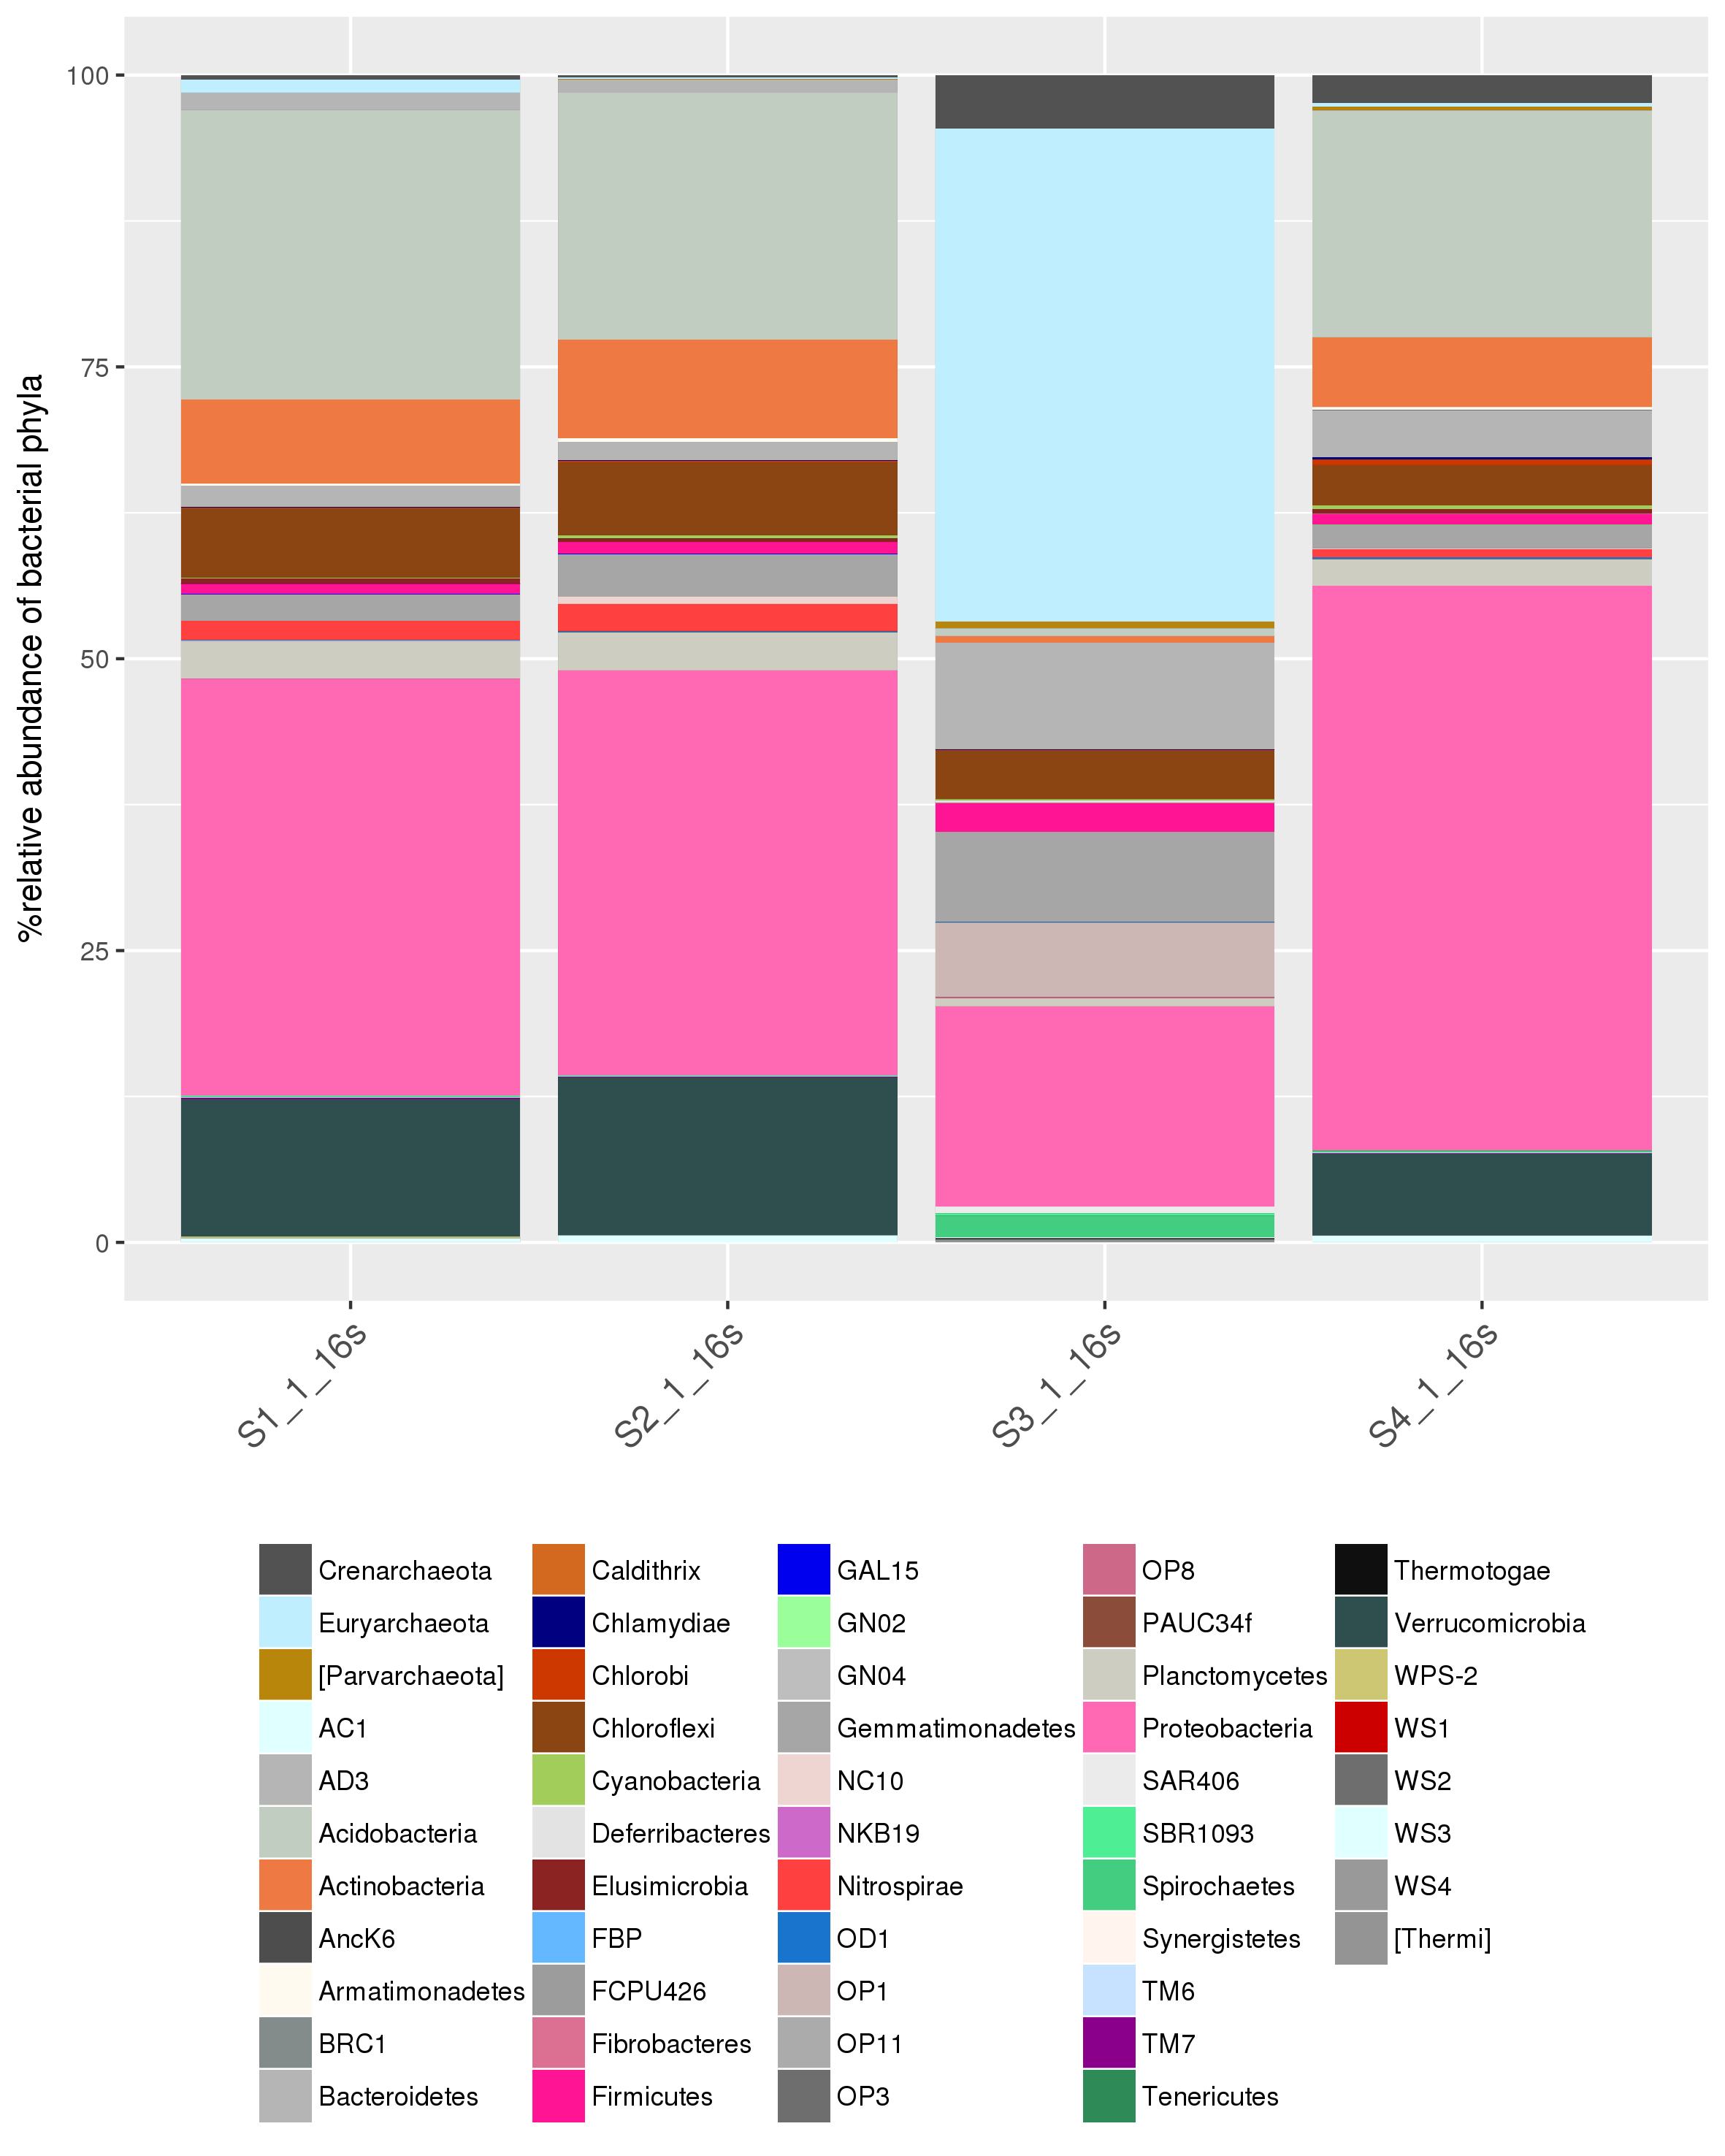 %relative abundance of bacterial phyla
100
75
50
25
0
S1_1_16s
S2_1_16s
S3_1_16s
S4_1_16s
Crenarchaeota
Euryarchaeota
[Parvarchaeota]
AC1
AD3
Acidobacteria
Actinobacteria
AncK6
Armatimonadetes
BRC1
Bacteroidetes
Caldithrix
Chlamydiae
Chlorobi
Chloroflexi
Cyanobacteria
Deferribacteres
Elusimicrobia
FBP
FCPU426
Fibrobacteres
Firmicutes
GAL15
GN02
GN04
Gemmatimonadetes
NC10
NKB19
Nitrospirae
OD1
OP1
OP11
OP3
OP8
PAUC34f
Planctomycetes
Proteobacteria
SAR406
SBR1093
Spirochaetes
Synergistetes
TM6
TM7
Tenericutes
Thermotogae
Verrucomicrobia
WPS-2
WS1
WS2
WS3
WS4
[Thermi]